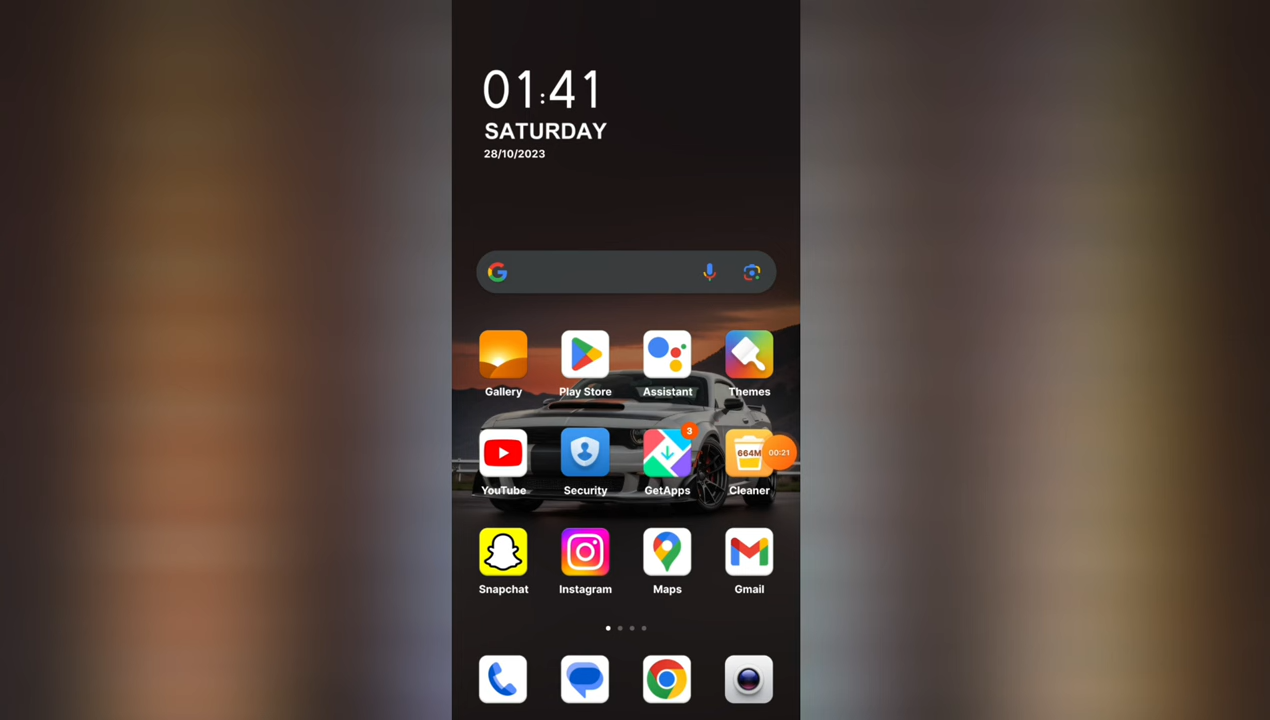 01:41
SATURDAY
28/10/2023
Gallery Play Store Assistant Themes
3
664M 00:21
YouTube Security GetApps Cleaner
Snapchat Instagram Maps Gmail